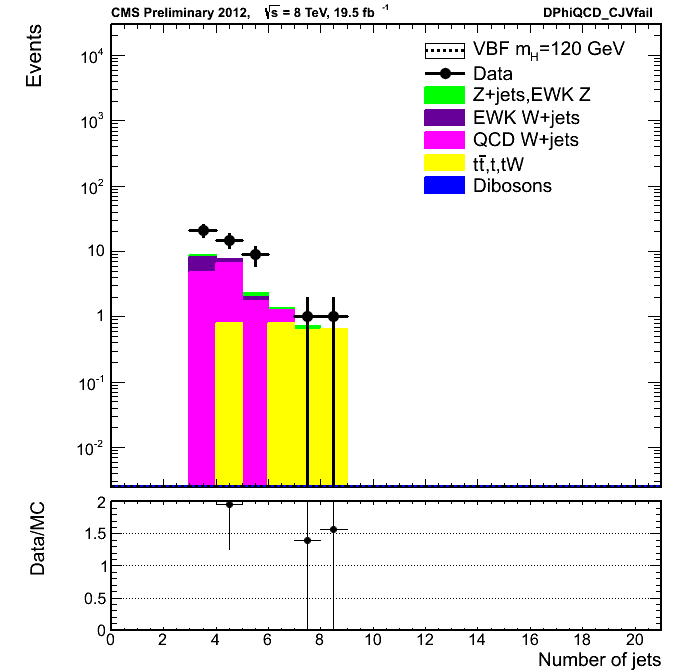 CMS Preliminary 2012, √s = 8 TeV, 19.5 fb⁻¹ DPhiQCD_CJVfail
Events
10⁴
10³
10²
10
1
10⁻¹
10⁻²
VBF m_H=120 GeV
Data
Z+jets,EWK Z
EWK W+jets
QCD W+jets
tt̄,t,tW
Dibosons
Data/MC
2
1.5
1
0.5
0
0 2 4 6 8 10 12 14 16 18 20
Number of jets